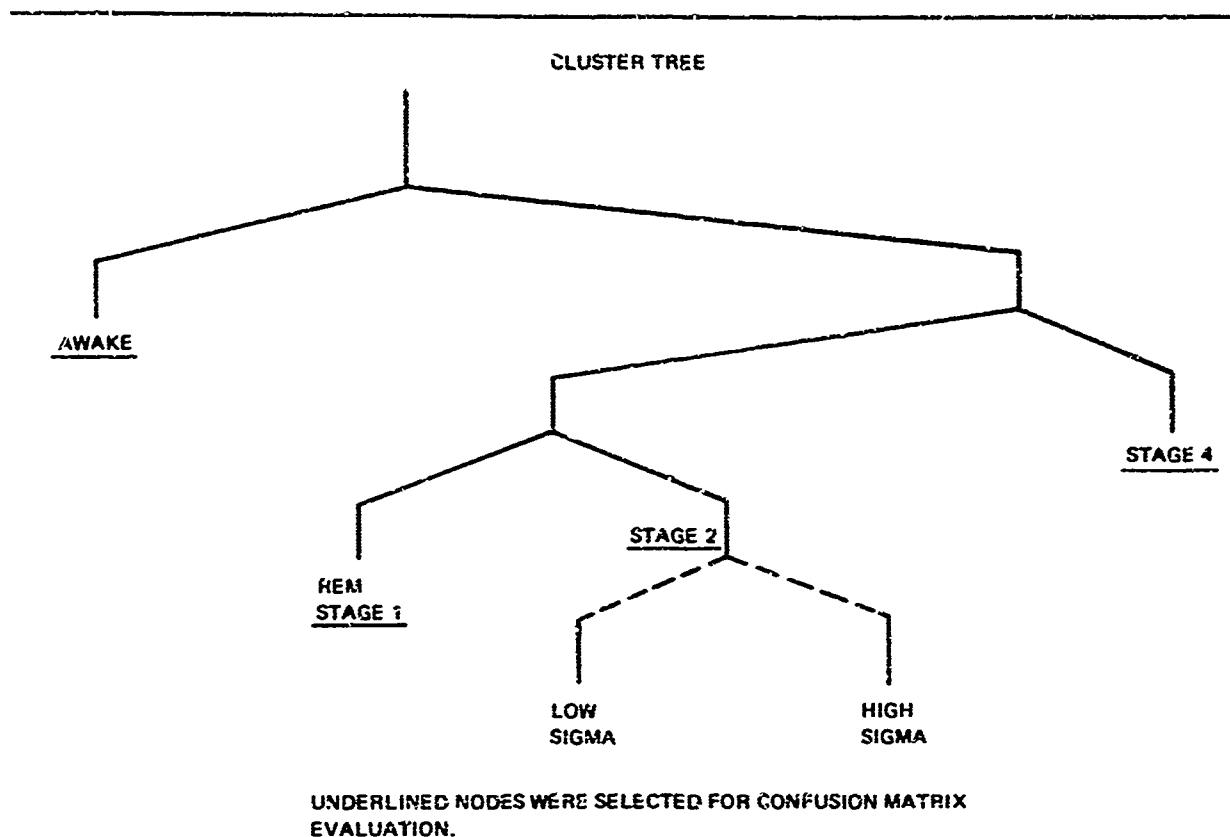 CLUSTER TREE
AWAKE
STAGE 4
STAGE 2
REM
STAGE 1
LOW
SIGMA
HIGH
SIGMA
UNDERLINED NODES WERE SELECTED FOR CONFUSION MATRIX
EVALUATION.